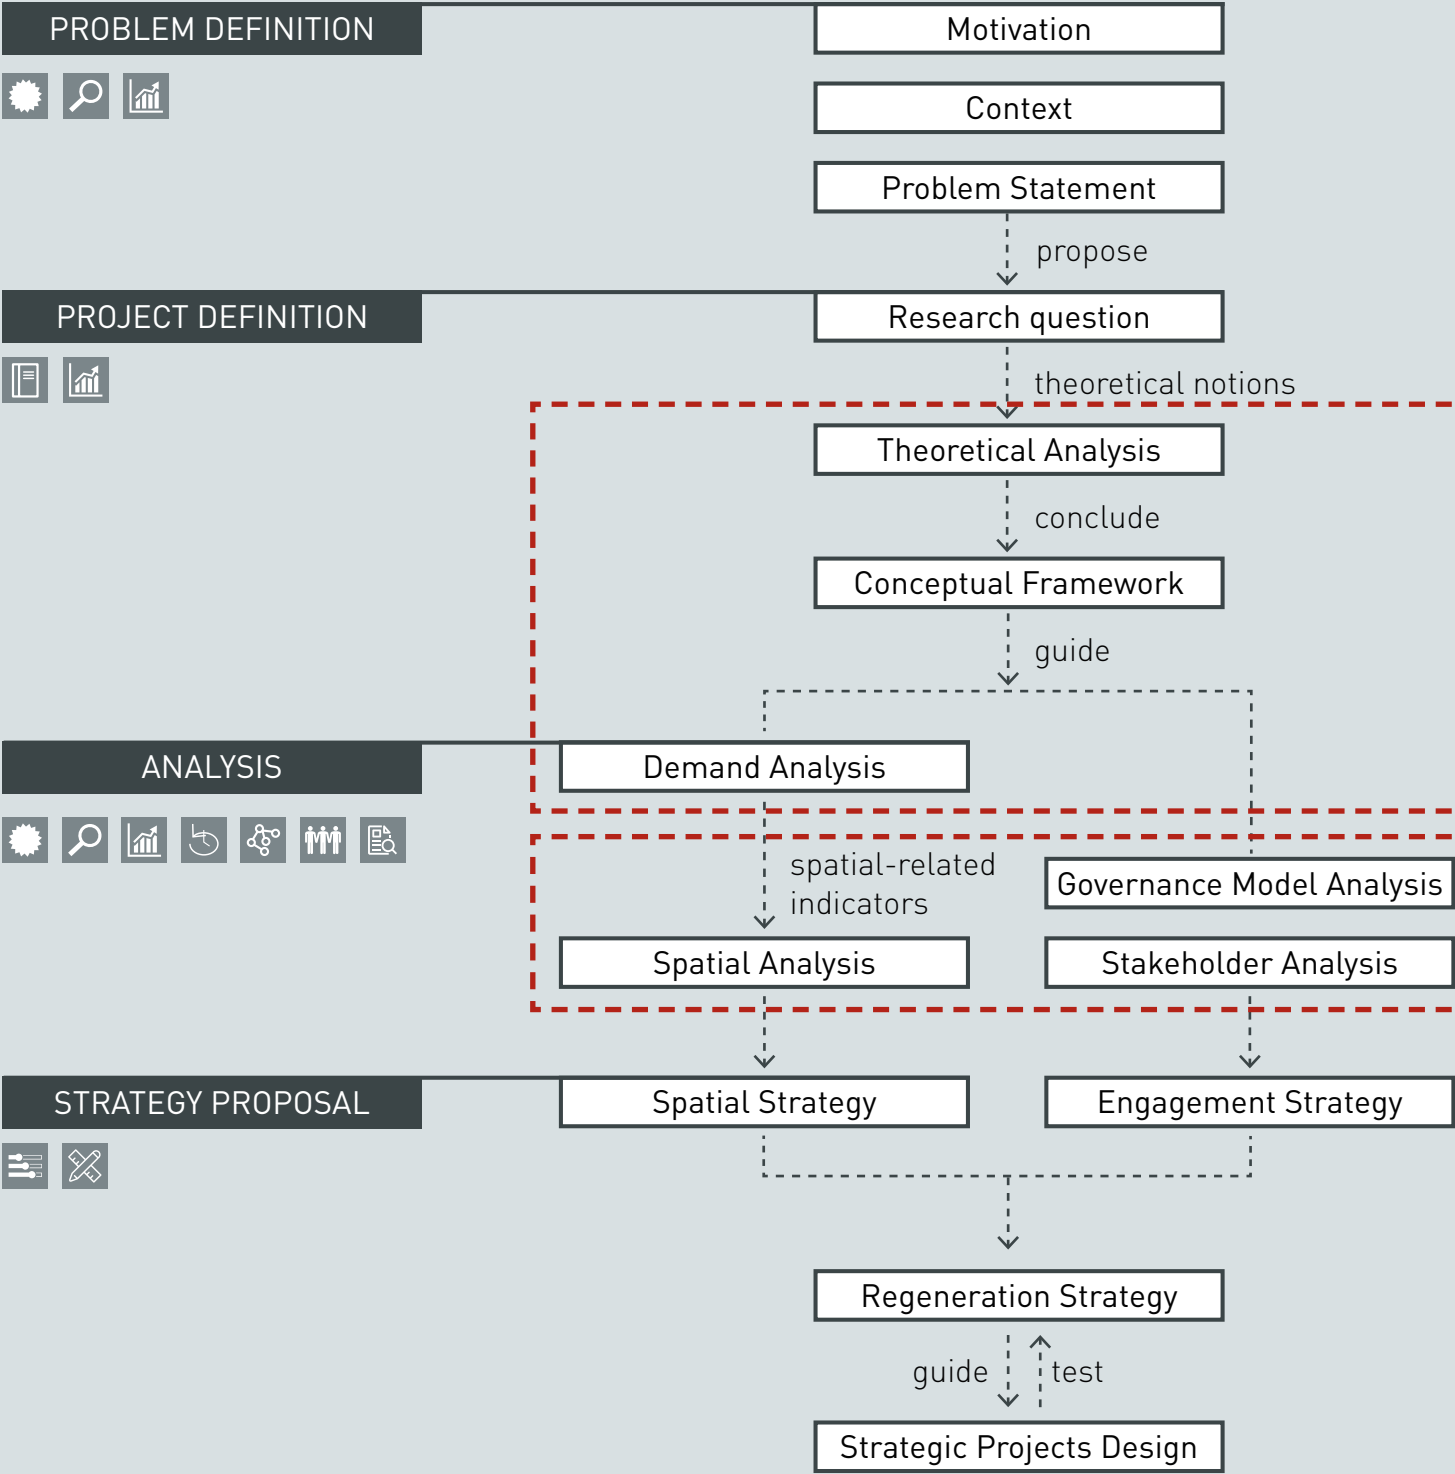 PROBLEM DEFINITION
Motivation
Context
Problem Statement
propose
PROJECT DEFINITION
Research question
theoretical notions
Theoretical Analysis
conclude
Conceptual Framework
guide
ANALYSIS
Demand Analysis
spatial-related
indicators
Governance Model Analysis
Spatial Analysis
Stakeholder Analysis
STRATEGY PROPOSAL
Spatial Strategy
Engagement Strategy
Regeneration Strategy
guide
test
Strategic Projects Design